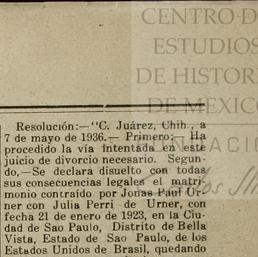 CENTRO D
ESTUDIOS
DE HISTOR
DE MEXIC
Resolución:—"C. Juárez, Chih., a
7 de mayo de 1936.— Primero:— Ha
procedido la vía intentada en este
juicio de divorcio necesario. Segun-
do,—Se declara disuelto con todas
sus consecuencias legales el matri-
monio contraído por Jonas Paul Ur-
ner con Julia Perri de Urner, con
fecha 21 de enero de 1923, en la Ciu-
dad de Sao Paulo, Distrito de Bella
Vista, Estado de Sao Paulo, de los
Estados Unidos de Brasil, quedando